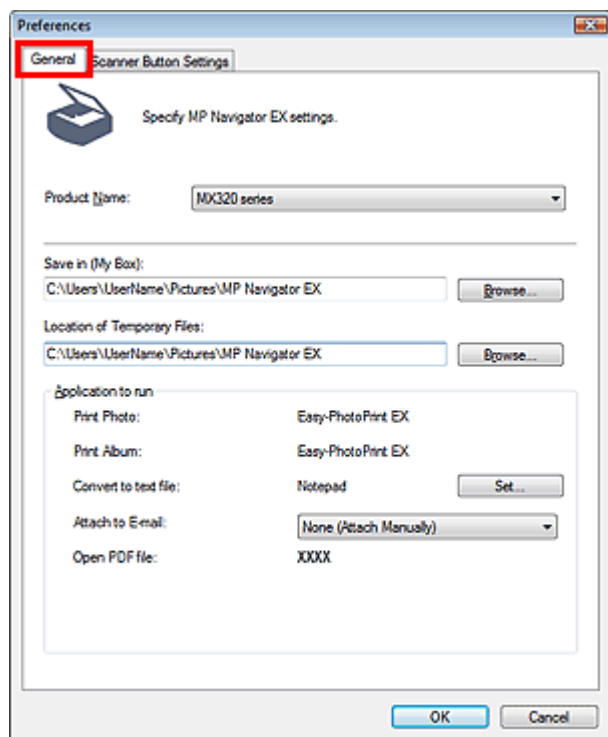 Preferences
General Scanner Button Settings
Specify MP Navigator EX settings.
Product Name: MX320 series
Save in (My Box):
C:\Users\UserName\Pictures\MP Navigator EX Browse...
Location of Temporary Files:
C:\Users\UserName\Pictures\MP Navigator EX Browse...
Application to run
Print Photo: Easy-PhotoPrint EX
Print Album: Easy-PhotoPrint EX
Convert to text file: Notepad Set...
Attach to E-mail: None (Attach Manually)
Open PDF file: XXXX
OK Cancel